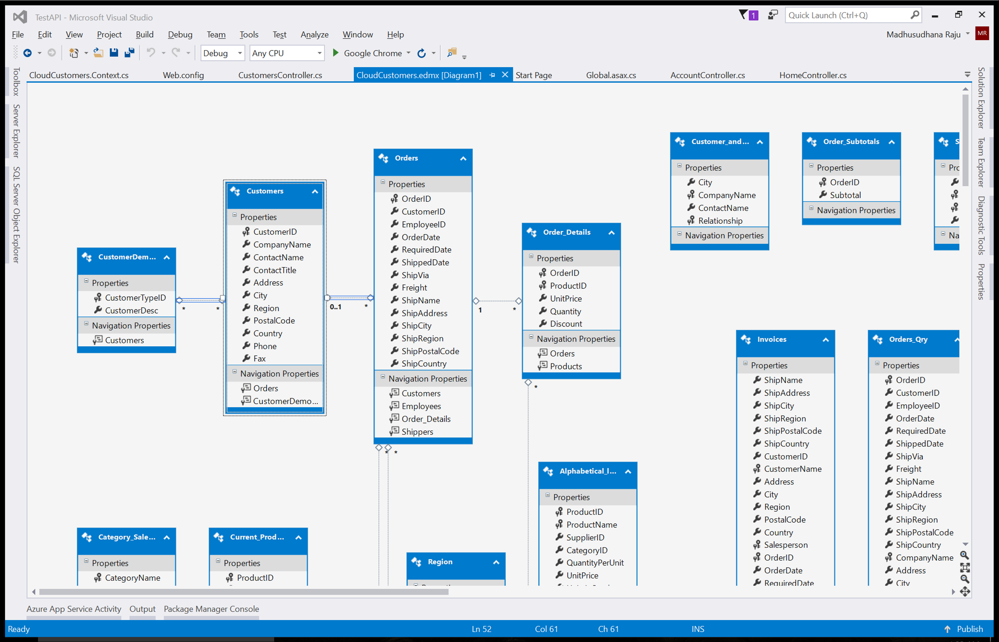 TestAPI - Microsoft Visual Studio
1
Quick Launch (Ctrl+Q)
File Edit View Project Build Debug Team Tools Test Analyze Window Help
Madhusudhana Raju
MR
Debug
Any CPU
Google Chrome
CloudCustomers.Context.cs Web.config CustomersController.cs CloudCustomers.edmx [Diagram1] Start Page Global.asax.cs AccountController.cs HomeController.cs
Toolbox
Server Explorer
SQL Server Object Explorer
CustomerDem...
Properties
CustomerTypeID
CustomerDesc
Navigation Properties
Customers
*
*
Customers
Properties
CustomerID
CompanyName
ContactName
ContactTitle
Address
City
Region
PostalCode
Country
Phone
Fax
Navigation Properties
Orders
CustomerDemo...
0..1
*
Orders
Properties
OrderID
CustomerID
EmployeeID
OrderDate
RequiredDate
ShippedDate
ShipVia
Freight
ShipName
ShipAddress
ShipCity
ShipRegion
ShipPostalCode
ShipCountry
Navigation Properties
Customers
Employees
Order_Details
Shippers
*
*
1
*
Order_Details
Properties
OrderID
ProductID
UnitPrice
Quantity
Discount
Navigation Properties
Orders
Products
*
Customer_and...
Properties
City
CompanyName
ContactName
Relationship
Navigation Properties
Order_Subtotals
Properties
OrderID
Subtotal
Navigation Properties
S
Pro
Na
Invoices
Properties
ShipName
ShipAddress
ShipCity
ShipRegion
ShipPostalCode
ShipCountry
CustomerID
CustomerName
Address
City
Region
PostalCode
Country
Salesperson
OrderID
OrderDate
RequiredDate
Orders_Qry
Properties
OrderID
CustomerID
EmployeeID
OrderDate
RequiredDate
ShippedDate
ShipVia
Freight
ShipName
ShipAddress
ShipCity
ShipRegion
ShipPostalCode
ShipCountry
CompanyName
Address
City
Alphabetical_l...
Properties
ProductID
ProductName
SupplierID
CategoryID
QuantityPerUnit
UnitPrice
Category_Sale...
Properties
CategoryName
Current_Prod...
Properties
ProductID
Region
Solution Explorer
Team Explorer
Diagnostic Tools
Properties
Azure App Service Activity Output Package Manager Console
Ready Ln 52 Col 61 Ch 61 INS Publish